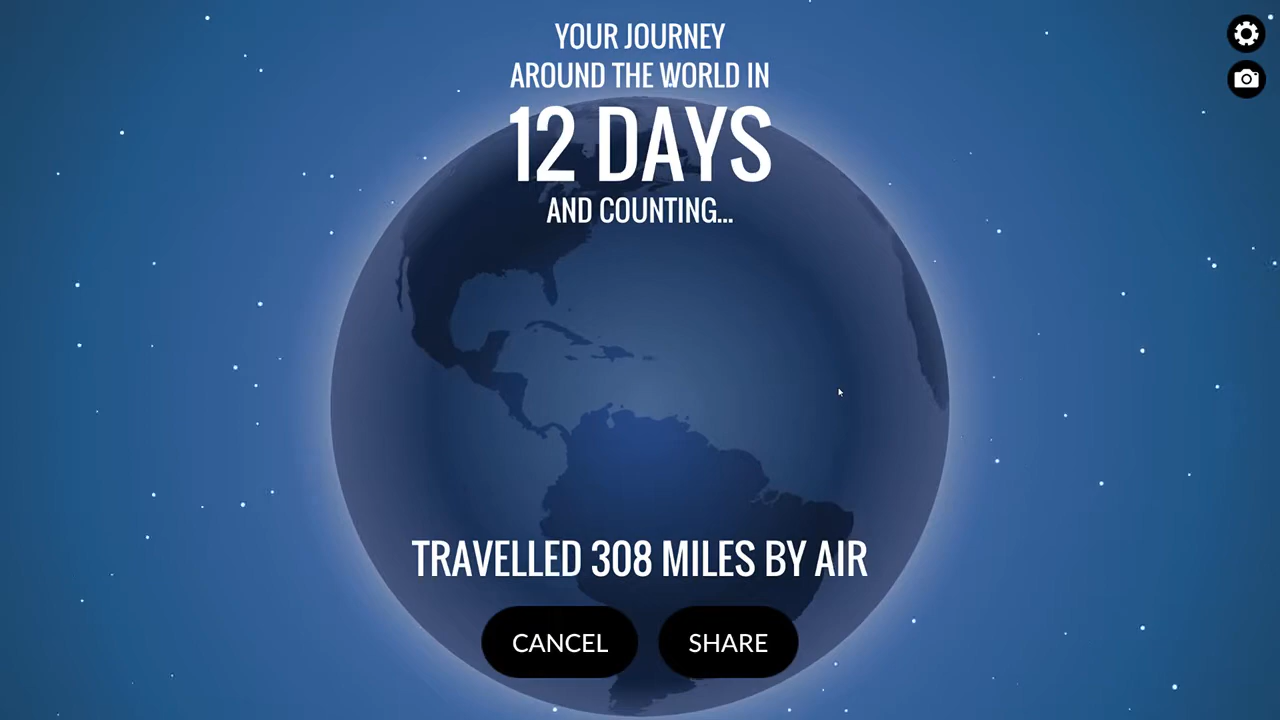 YOUR JOURNEY
AROUND THE WORLD IN
12 DAYS
AND COUNTING...
TRAVELLED 308 MILES BY AIR
CANCEL
SHARE